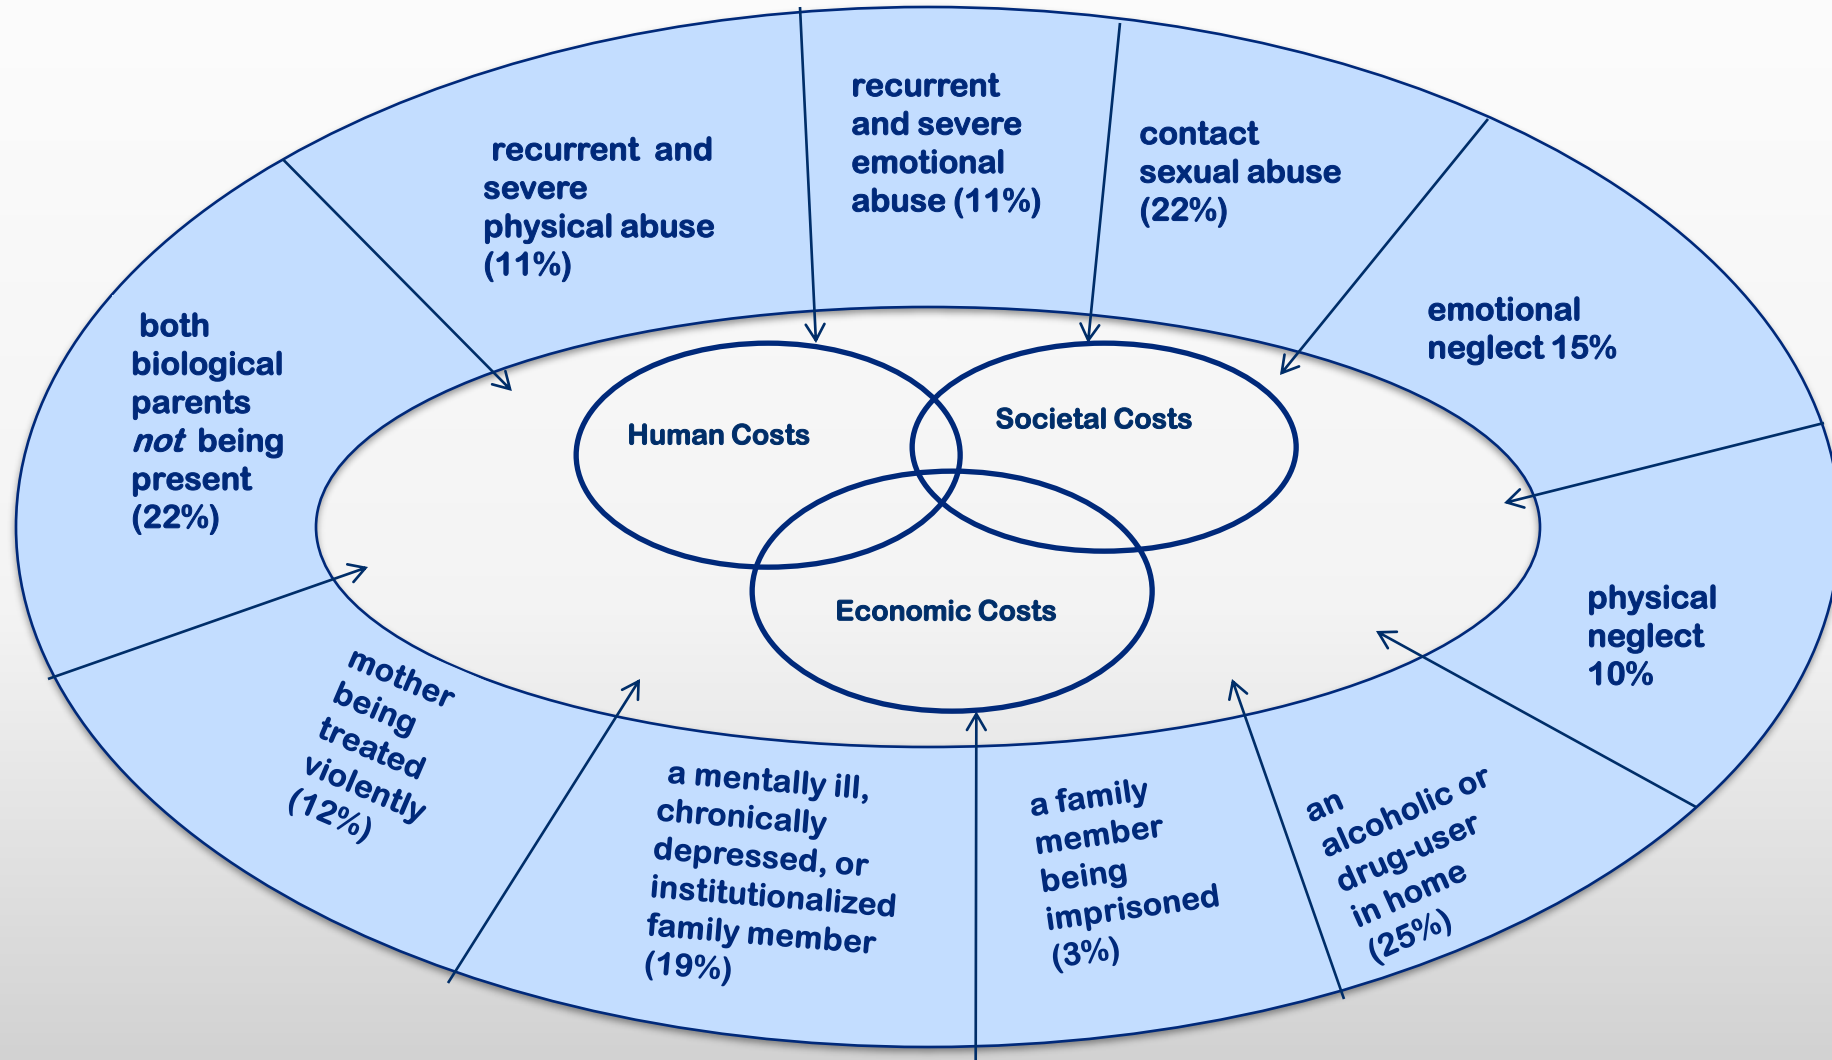 recurrent and
severe
physical abuse
(11%)
recurrent
and severe
emotional
abuse (11%)
contact
sexual abuse
(22%)
emotional
neglect 15%
physical
neglect
10%
an
alcoholic or
drug-user
in home
(25%)
a family
member
being
imprisoned
(3%)
a mentally ill,
chronically
depressed, or
institutionalized
family member
(19%)
mother
being
treated
violently
(12%)
both
biological
parents
not being
present
(22%)
Human Costs
Societal Costs
Economic Costs